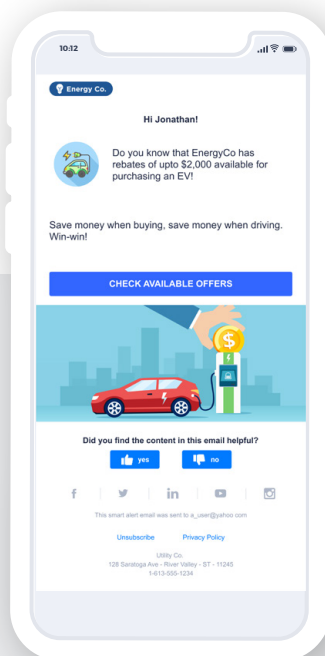 10:12
Energy Co.
Hi Jonathan!
Do you know that EnergyCo has
rebates of upto $2,000 available for
purchasing an EV!
Save money when buying, save money when driving.
Win-win!
CHECK AVAILABLE OFFERS
$
Did you find the content in this email helpful?
yes no
f in
This smart alert email was sent to a_user@yahoo.com
Unsubscribe Privacy Policy
Utility Co.
128 Saratoga Ave - River Valley - ST - 11245
1-613-555-1234